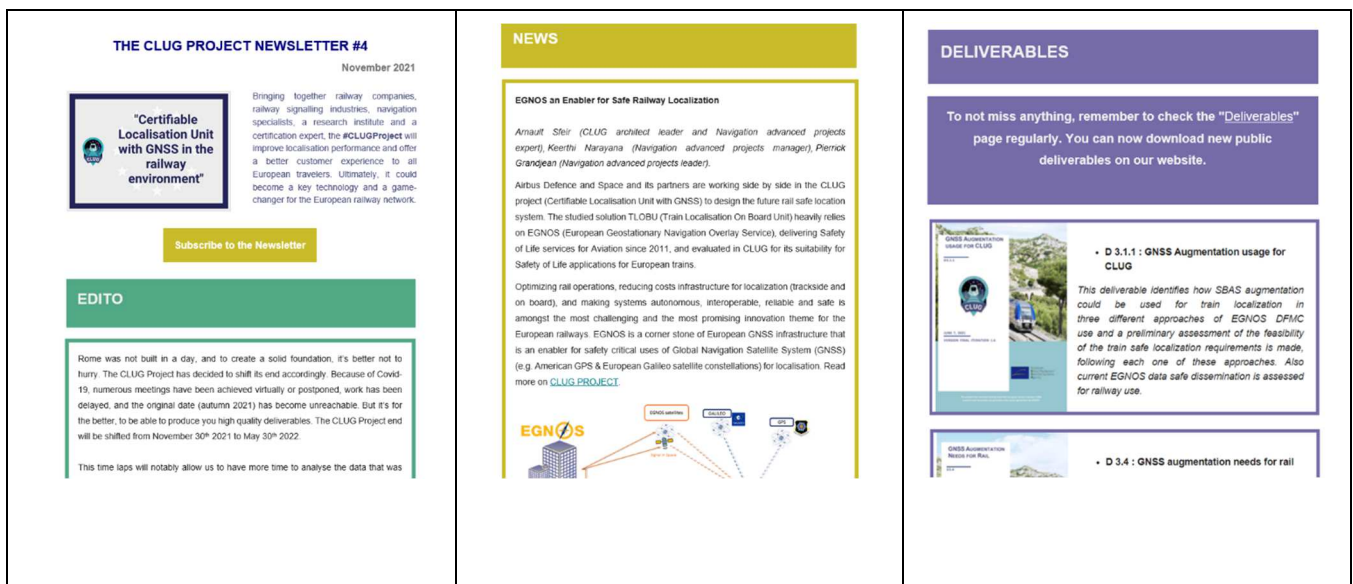 THE CLUG PROJECT NEWSLETTER #4
November 2021
"Certifiable
Localisation Unit
with GNSS in the
railway
environment"
CLUG
Bringing together railway companies,
railway signalling industries, navigation
specialists, a research institute and a
certification expert, the #CLUGProject will
improve localisation performance and offer
a better customer experience to all
European travelers. Ultimately, it could
become a key technology and a game-
changer for the European railway network.
Subscribe to the Newsletter
EDITO
Rome was not built in a day, and to create a solid foundation, it's better not to
hurry. The CLUG Project has decided to shift its end accordingly. Because of Covid-
19, numerous meetings have been achieved virtually or postponed, work has been
delayed, and the original date (autumn 2021) has become unreachable. But it's for
the better, to be able to produce you high quality deliverables. The CLUG Project end
will be shifted from November 30th 2021 to May 30th 2022.
This time laps will notably allow us to have more time to analyse the data that was
NEWS
EGNOS an Enabler for Safe Railway Localization
Arnault Sfeir (CLUG architect leader and Navigation advanced projects
expert), Keerthi Narayana (Navigation advanced projects manager), Pierrick
Grandjean (Navigation advanced projects leader).
Airbus Defence and Space and its partners are working side by side in the CLUG
project (Certifiable Localisation Unit with GNSS) to design the future rail safe location
system. The studied solution TLOBU (Train Localisation On Board Unit) heavily relies
on EGNOS (European Geostationary Navigation Overlay Service), delivering Safety
of Life services for Aviation since 2011, and evaluated in CLUG for its suitability for
Safety of Life applications for European trains.
Optimizing rail operations, reducing costs infrastructure for localization (trackside and
on board), and making systems autonomous, interoperable, reliable and safe is
amongst the most challenging and the most promising innovation theme for the
European railways. EGNOS is a corner stone of European GNSS infrastructure that
is an enabler for safety critical uses of Global Navigation Satellite System (GNSS)
(e.g. American GPS & European Galileo satellite constellations) for localisation. Read
more on CLUG PROJECT.
EGNOS
EGNOS satellites
GALILEO
GPS
DELIVERABLES
To not miss anything, remember to check the "Deliverables"
page regularly. You can now download new public
deliverables on our website.
GNSS AUGMENTATION
USAGE FOR CLUG
CLUG
• D 3.1.1 : GNSS Augmentation usage for
CLUG
This deliverable identifies how SBAS augmentation
could be used for train localization in
three different approaches of EGNOS DFMC
use and a preliminary assessment of the feasibility
of the train safe localization requirements is made,
following each one of these approaches. Also
current EGNOS data safe dissemination is assessed
for railway use.
GNSS AUGMENTATION
NEEDS FOR RAIL
• D 3.4 : GNSS augmentation needs for rail